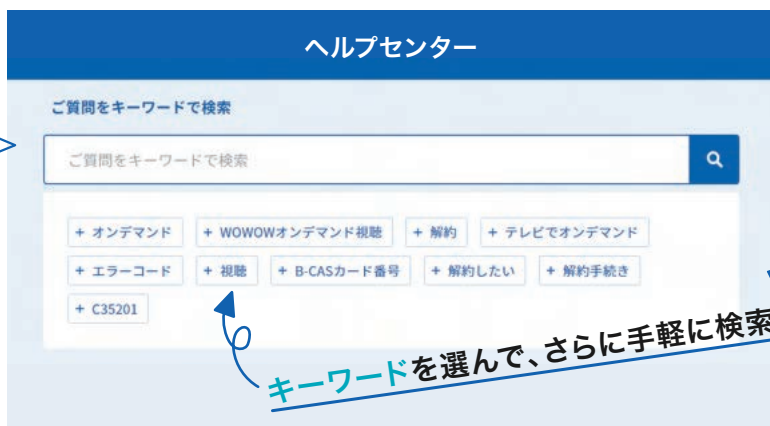 ヘルプセンター
ご質問をキーワードで検索
ご質問をキーワードで検索
+ オンデマンド + WOWOWオンデマンド視聴 + 解約 + テレビでオンデマンド
+ エラーコード + 視聴 + B-CASカード番号 + 解約したい + 解約手続き
+ C35201
キーワードを選んで、さらに手軽に検索